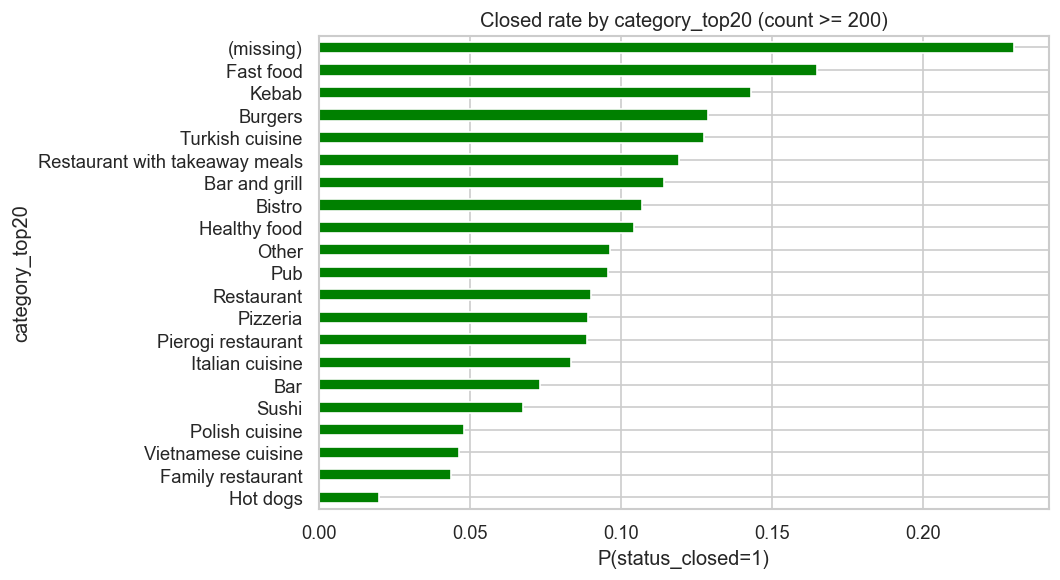 Closed rate by category_top20 (count >= 200)
category_top20
(missing)
Fast food
Kebab
Burgers
Turkish cuisine
Restaurant with takeaway meals
Bar and grill
Bistro
Healthy food
Other
Pub
Restaurant
Pizzeria
Pierogi restaurant
Italian cuisine
Bar
Sushi
Polish cuisine
Vietnamese cuisine
Family restaurant
Hot dogs
0.00 0.05 0.10 0.15 0.20
P(status_closed=1)